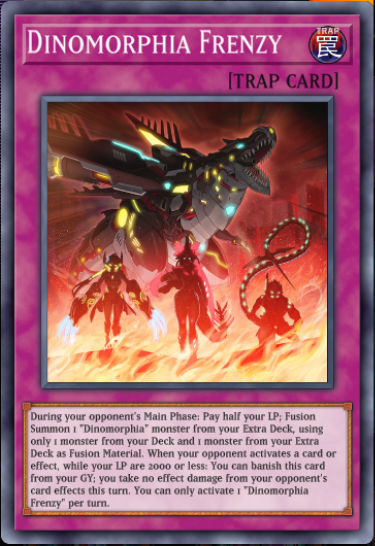 DINOMORPHIA FRENZY
TRAP
罠
[TRAP CARD]
During your opponent's Main Phase: Pay half your LP; Fusion
Summon 1 "Dinomorphia" monster from your Extra Deck, using
only 1 monster from your Deck and 1 monster from your Extra
Deck as Fusion Material. When your opponent activates a card or
effect, while your LP are 2000 or less: You can banish this card
from your GY; you take no effect damage from your opponent's
card effects this turn. You can only activate 1 "Dinomorphia
Frenzy" per turn.